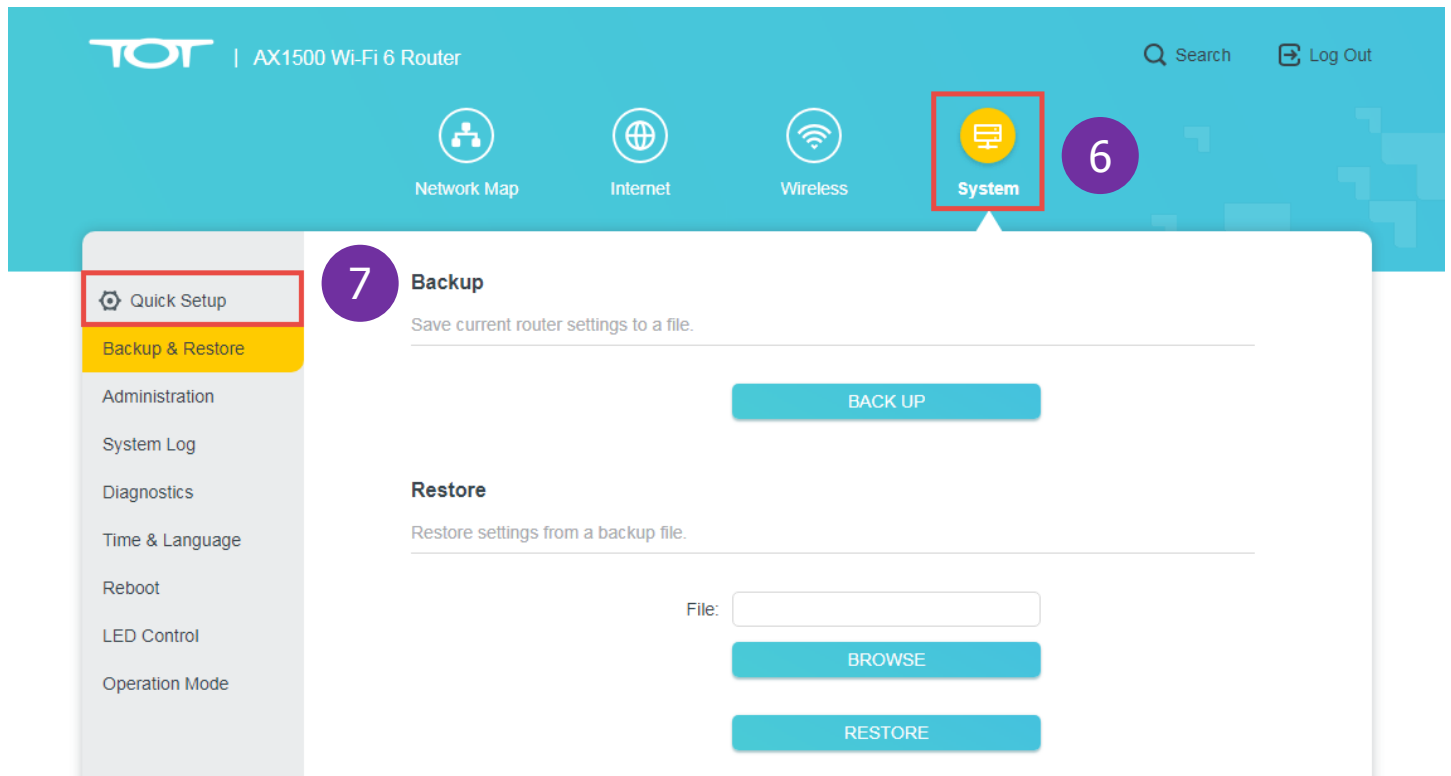 TOT | AX1500 Wi-Fi 6 Router
Search
Log Out
Network Map
Internet
Wireless
System
6
Quick Setup
7
Backup & Restore
Administration
System Log
Diagnostics
Time & Language
Reboot
LED Control
Operation Mode
Backup
Save current router settings to a file.
BACK UP
Restore
Restore settings from a backup file.
File:
BROWSE
RESTORE